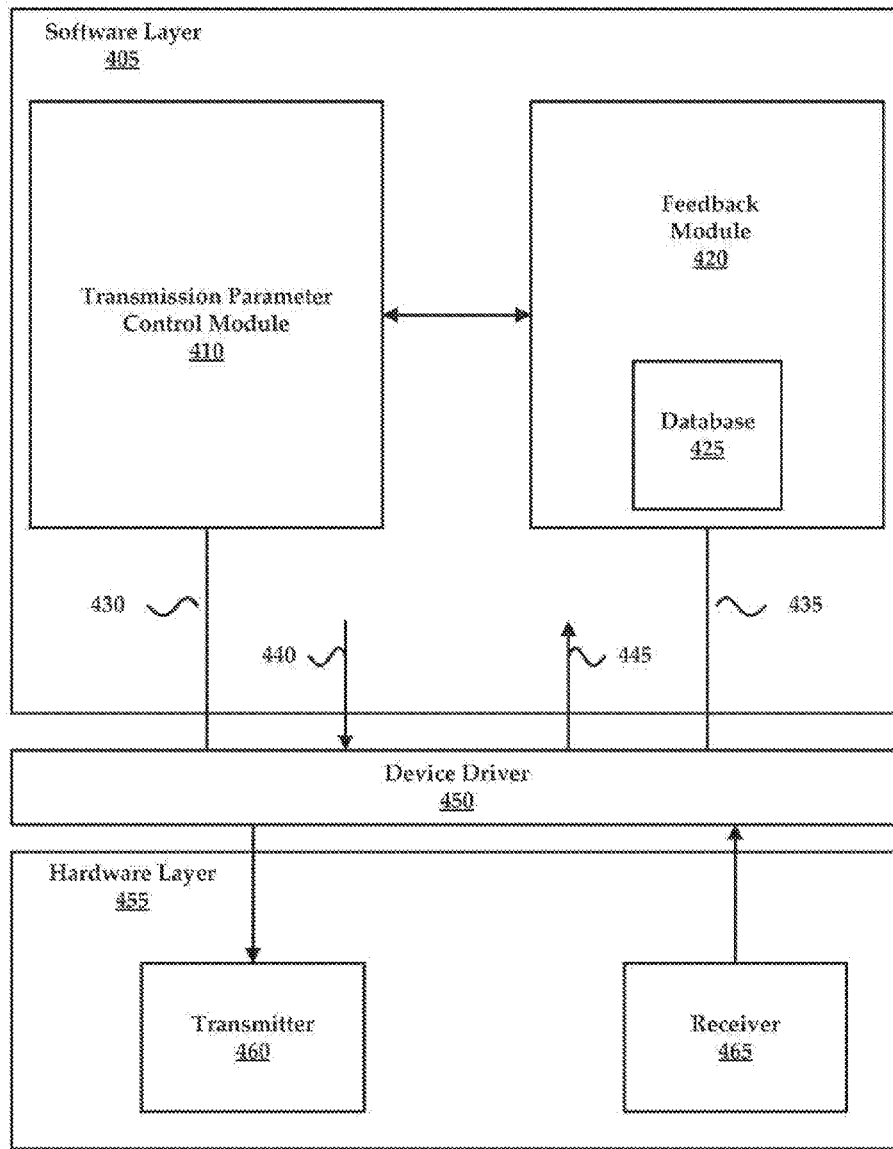 Software Layer
405
Transmission Parameter
Control Module
410
Feedback
Module
420
Database
425
430
435
440
445
Device Driver
450
Hardware Layer
455
Transmitter
460
Receiver
465